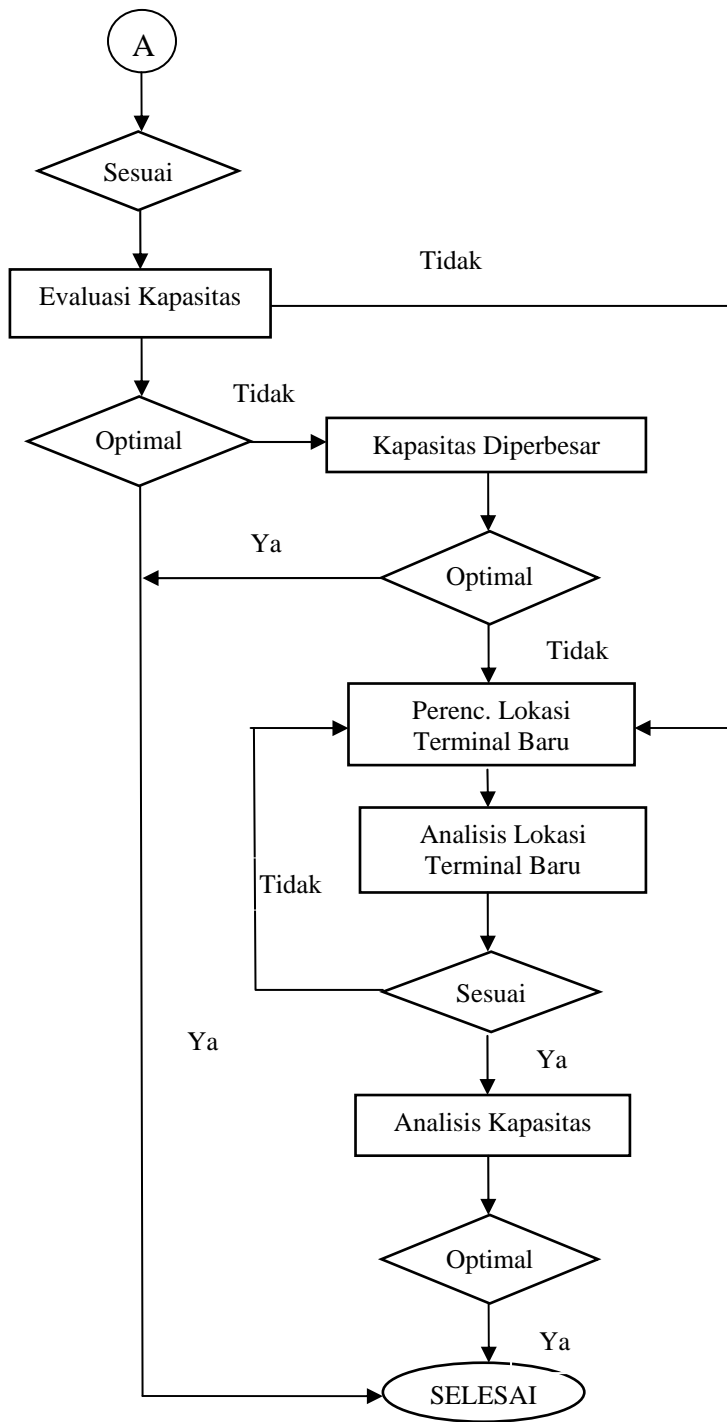 A
Sesuai
Tidak
Evaluasi Kapasitas
Tidak
Optimal
Kapasitas Diperbesar
Ya
Optimal
Tidak
Perenc. Lokasi
Terminal Baru
Analisis Lokasi
Terminal Baru
Tidak
Sesuai
Ya
Ya
Analisis Kapasitas
Optimal
Ya
SELESAI